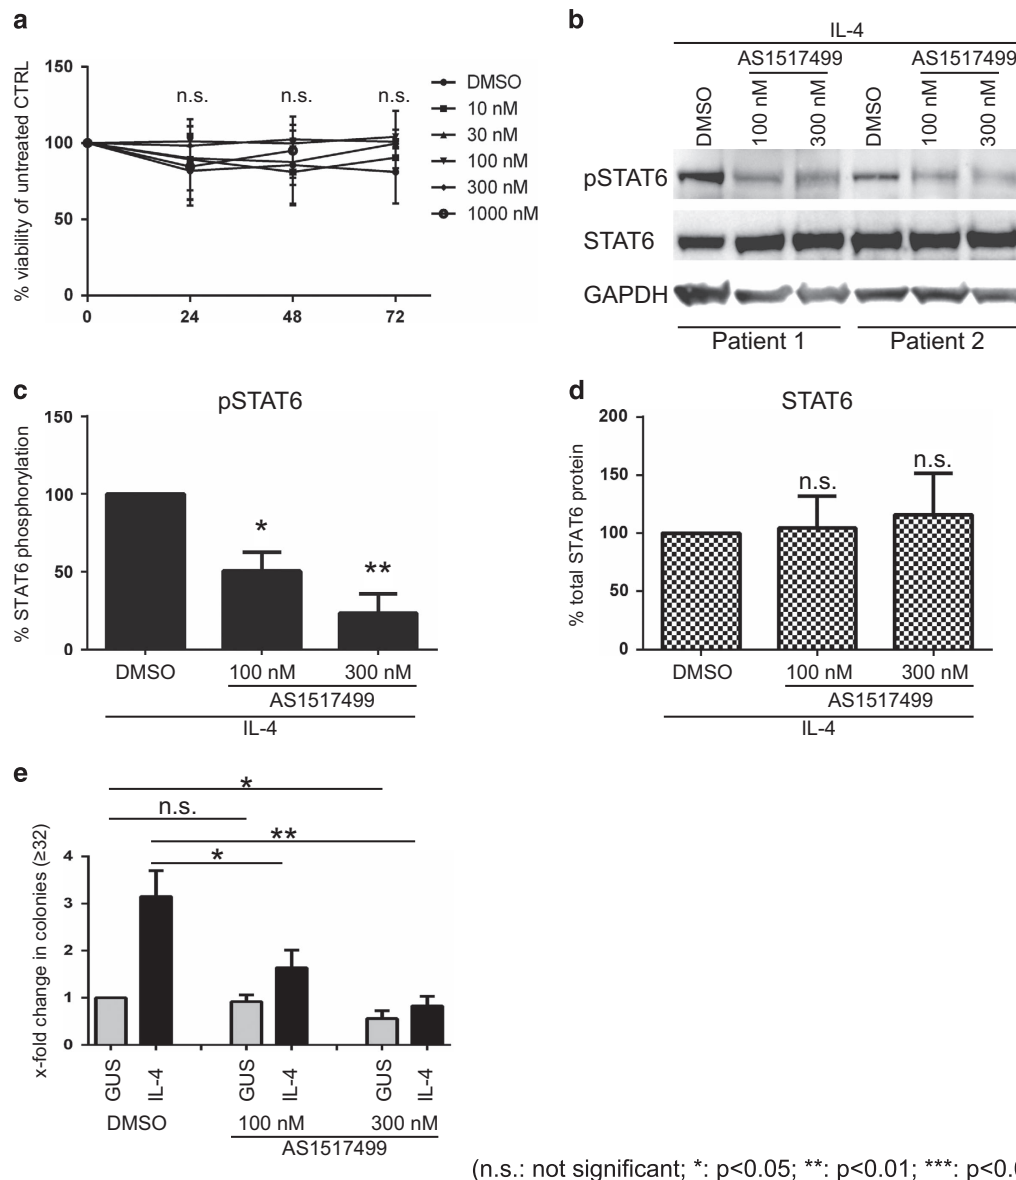 a
% viability of untreated CTRL
150
100
50
0
0 24 48 72
n.s. n.s. n.s.
DMSO
10 nM
30 nM
100 nM
300 nM
1000 nM
b
IL-4
AS1517499 AS1517499
DMSO 100 nM 300 nM DMSO 100 nM 300 nM
pSTAT6
STAT6
GAPDH
Patient 1 Patient 2
c
pSTAT6
% STAT6 phosphorylation
150
100
50
0
*
**
DMSO 100 nM 300 nM
AS1517499
IL-4
d
STAT6
% total STAT6 protein
200
150
100
50
0
n.s.
n.s.
DMSO 100 nM 300 nM
AS1517499
IL-4
e
x-fold change in colonies (≥32)
*
n.s.
**
*
4
3
2
1
0
GUS IL-4 GUS IL-4 GUS IL-4
DMSO 100 nM 300 nM
AS1517499
(n.s.: not significant; *: p<0.05; **: p<0.01; ***: p<0.0